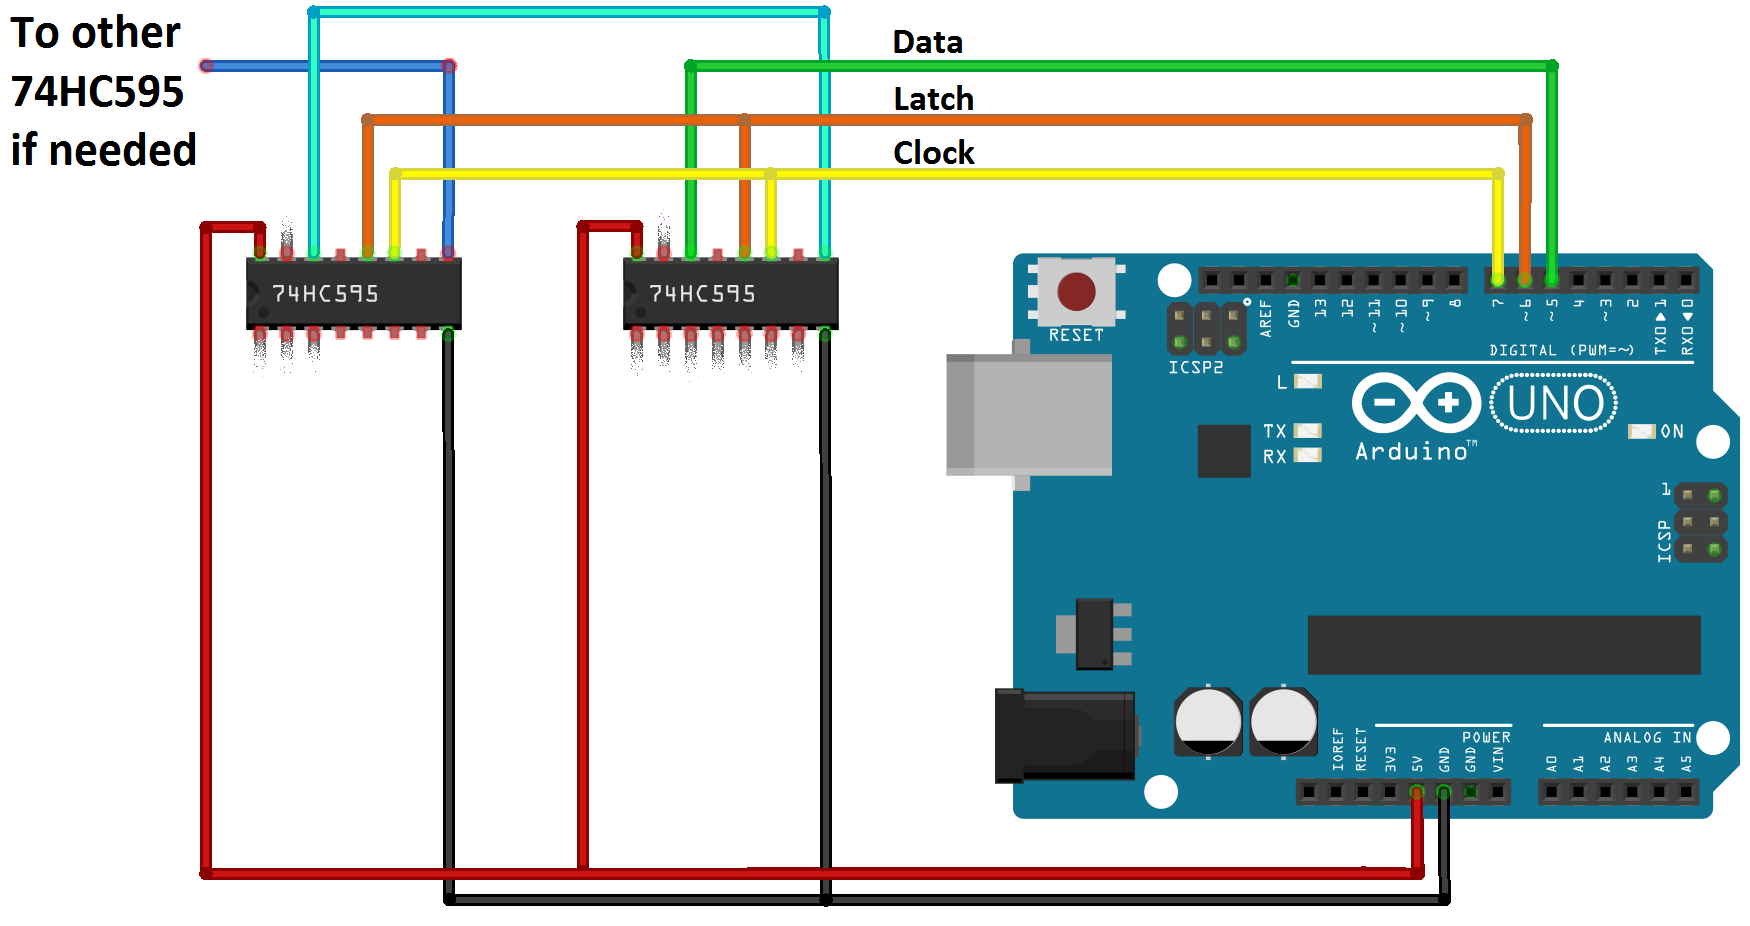 To other
74HC595
if needed
Data
Latch
Clock
74HC595
74HC595
RESET
ICSP2
AREF
GND
13
12
~11
~10
~9
8
7
~6
~5
4
~3
2
TX0 ▶ 1
RX0 ◀ 0
DIGITAL (PWM=~)
L
TX
RX
UNO
Arduino™
ON
1
ICSP
IOREF
RESET
3V3
5V
GND
GND
VIN
POWER
ANALOG IN
A0
A1
A2
A3
A4
A5